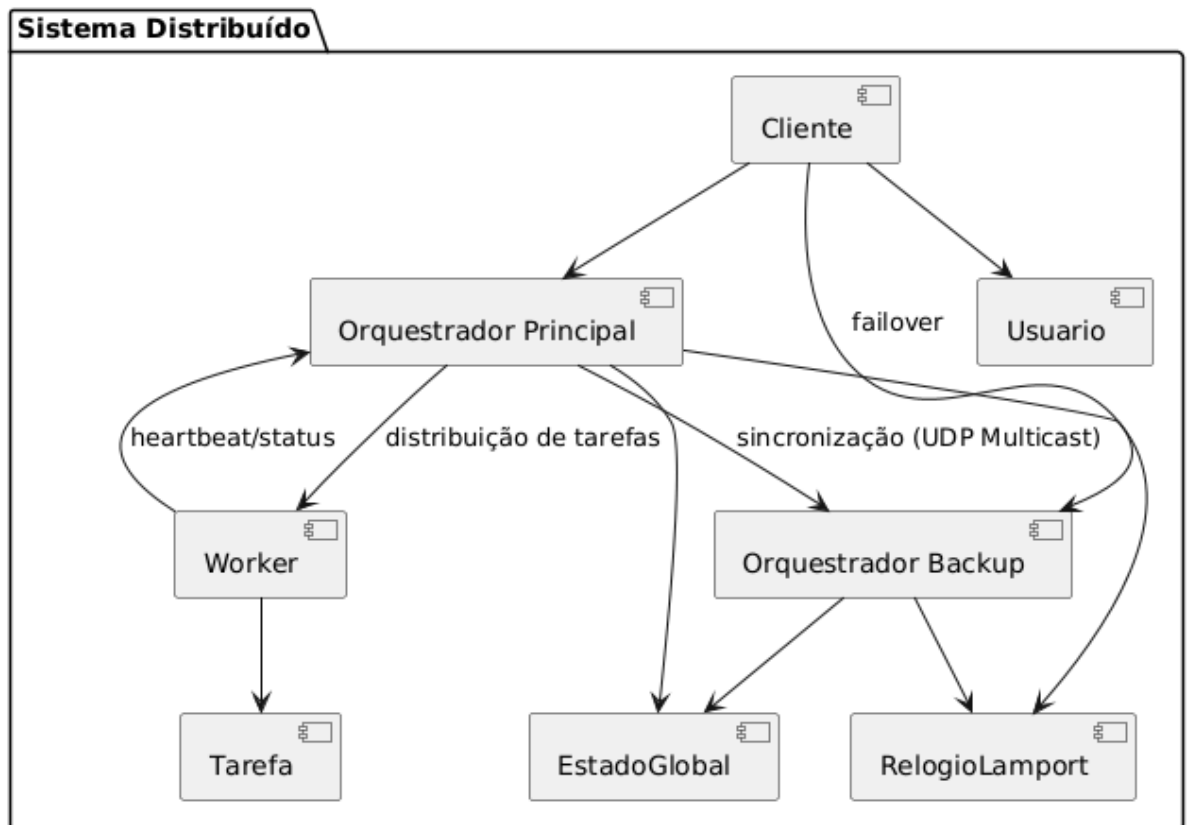 Sistema Distribuído
Cliente
failover
Orquestrador Principal
Usuario
heartbeat/status
distribuição de tarefas
sincronização (UDP Multicast)
Worker
Orquestrador Backup
Tarefa
EstadoGlobal
RelogioLamport